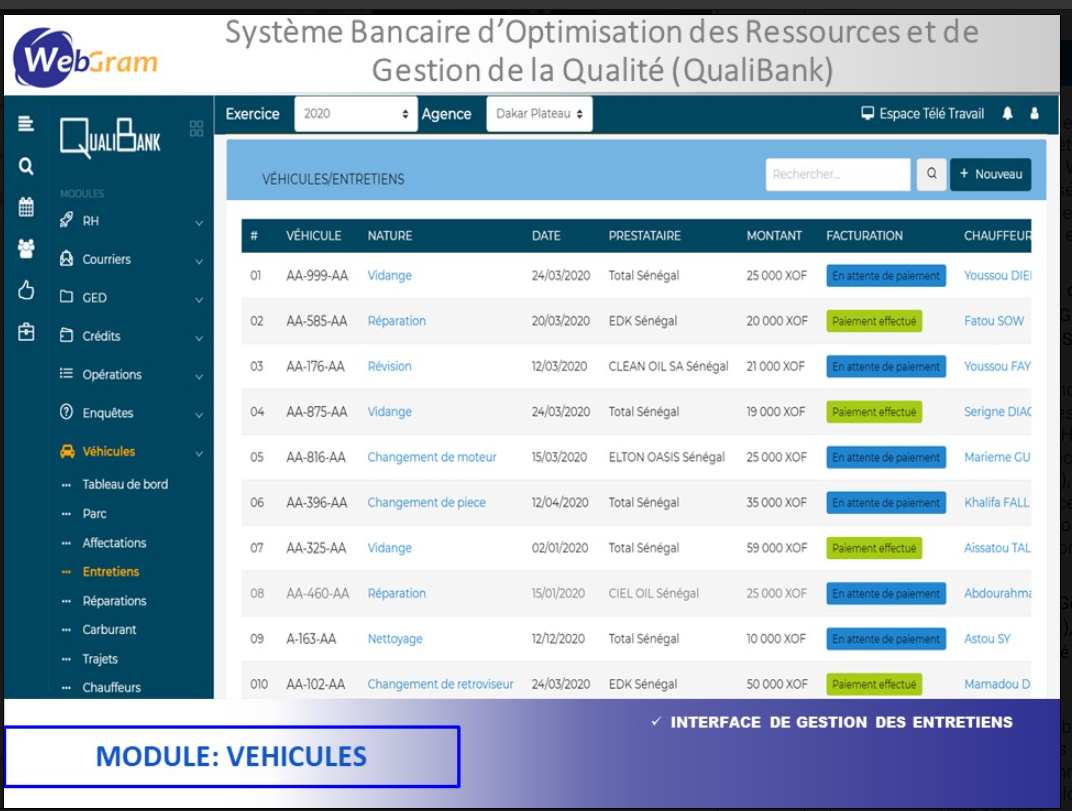 WebGram
Système Bancaire d'Optimisation des Ressources et de
Gestion de la Qualité (QualiBank)
QUALIBANK
Exercice 2020 Agence Dakar Plateau Espace Télé Travail
MODULES
RH
Courriers
GED
Crédits
Opérations
Enquêtes
Véhicules
Tableau de bord
Parc
Affectations
Entretiens
Réparations
Carburant
Trajets
Chauffeurs
VÉHICULES/ENTRETIENS Rechercher... + Nouveau
# VÉHICULE NATURE DATE PRESTATAIRE MONTANT FACTURATION CHAUFFEUR
01 AA-999-AA Vidange 24/03/2020 Total Sénégal 25 000 XOF En attente de paiement Youssou
02 AA-585-AA Réparation 20/03/2020 EDK Sénégal 20 000 XOF Paiement effectué Fatou SOW
03 AA-176-AA Révision 12/03/2020 CLEAN OIL SA Sénégal 21 000 XOF En attente de paiement Youssou FAY
04 AA-875-AA Vidange 24/03/2020 Total Sénégal 19 000 XOF Paiement effectué Serigne
05 AA-816-AA Changement de moteur 15/03/2020 ELTON OASIS Sénégal 25 000 XOF En attente de paiement Marieme GU
06 AA-396-AA Changement de piece 12/04/2020 Total Sénégal 35 000 XOF En attente de paiement Khalifa FALL
07 AA-325-AA Vidange 02/01/2020 Total Sénégal 59 000 XOF Paiement effectué Aissatou TAL
08 AA-460-AA Réparation 15/01/2020 CIEL OIL Sénégal 25 000 XOF En attente de paiement Abdourahma
09 A-163-AA Nettoyage 12/12/2020 Total Sénégal 10 000 XOF En attente de paiement Astou SY
010 AA-102-AA Changement de retroviseur 24/03/2020 EDK Sénégal 50 000 XOF Paiement effectué Mamadou D
✓ INTERFACE DE GESTION DES ENTRETIENS
MODULE: VEHICULES